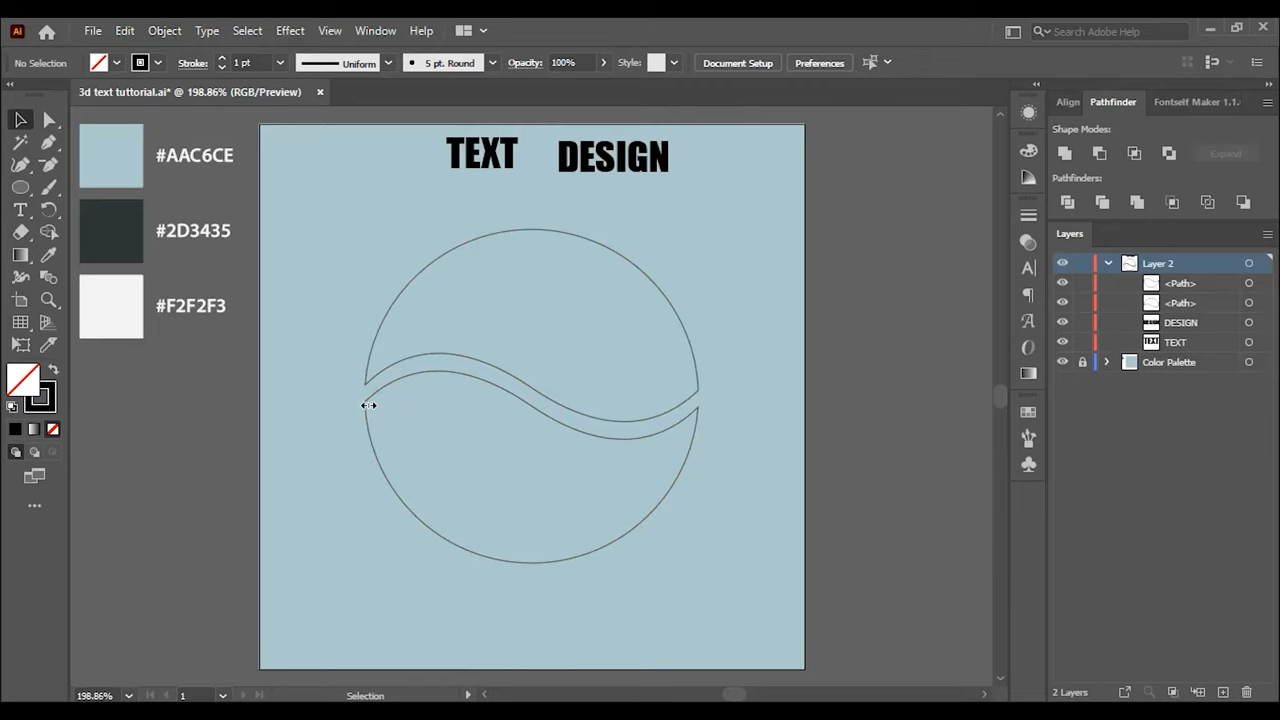 Ai File Edit Object Type Select Effect View Window Help Search Adobe Help
No Selection Stroke: 1 pt Uniform 5 pt. Round Opacity: 100% Style: Document Setup Preferences
3d text tuttorial.ai* @ 198.86% (RGB/Preview) ×
Align Pathfinder Fontself Maker 1.1.
Shape Modes:
Expand
Pathfinders:
#AAC6CE
#2D3435
#F2F2F3
TEXT DESIGN
Layers
Layer 2
<Path>
<Path>
DESIGN
TEXT
Color Palette
198.86% 1 Selection
2 Layers